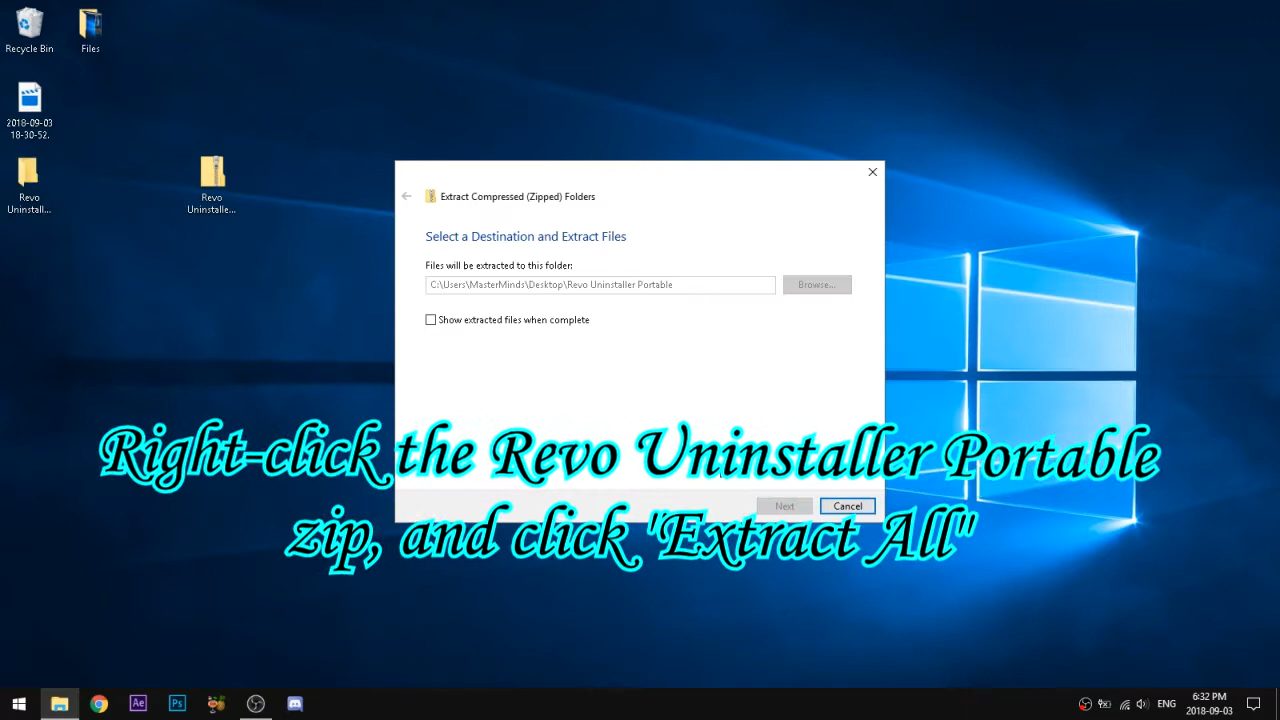 Recycle Bin
Files
2018-09-03
18-30-52.
Revo
Uninstall...
Revo
Uninstalle...
Extract Compressed (Zipped) Folders
Select a Destination and Extract Files
Files will be extracted to this folder:
C:\Users\MasterMinds\Desktop\Revo Uninstaller Portable
Browse...
Show extracted files when complete
Right-click the Revo Uninstaller Portable
zip, and click "Extract All"
Next
Cancel
Ae
Ps
ENG
6:32 PM
2018-09-03